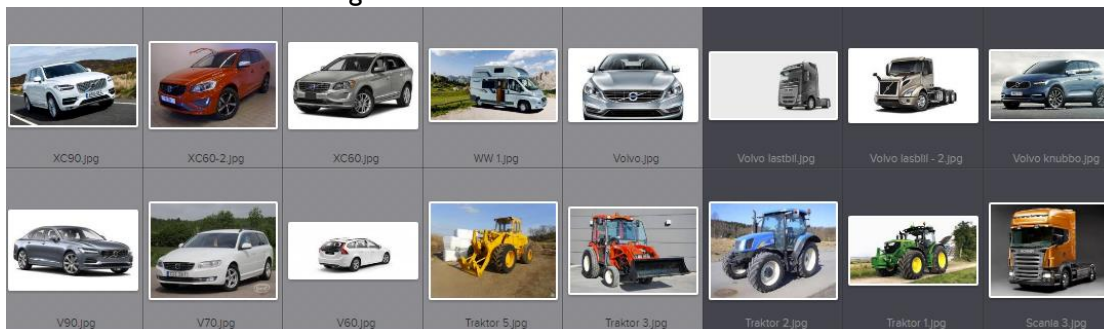 XC90.jpg
XC60-2.jpg
XC60.jpg
WW 1.jpg
Volvo.jpg
Volvo lastbil.jpg
Volvo lasblil - 2.jpg
Volvo knubbo.jpg
V90.jpg
V70.jpg
V60.jpg
Traktor 5.jpg
Traktor 3.jpg
Traktor 2.jpg
Traktor 1.jpg
Scania 3.jpg